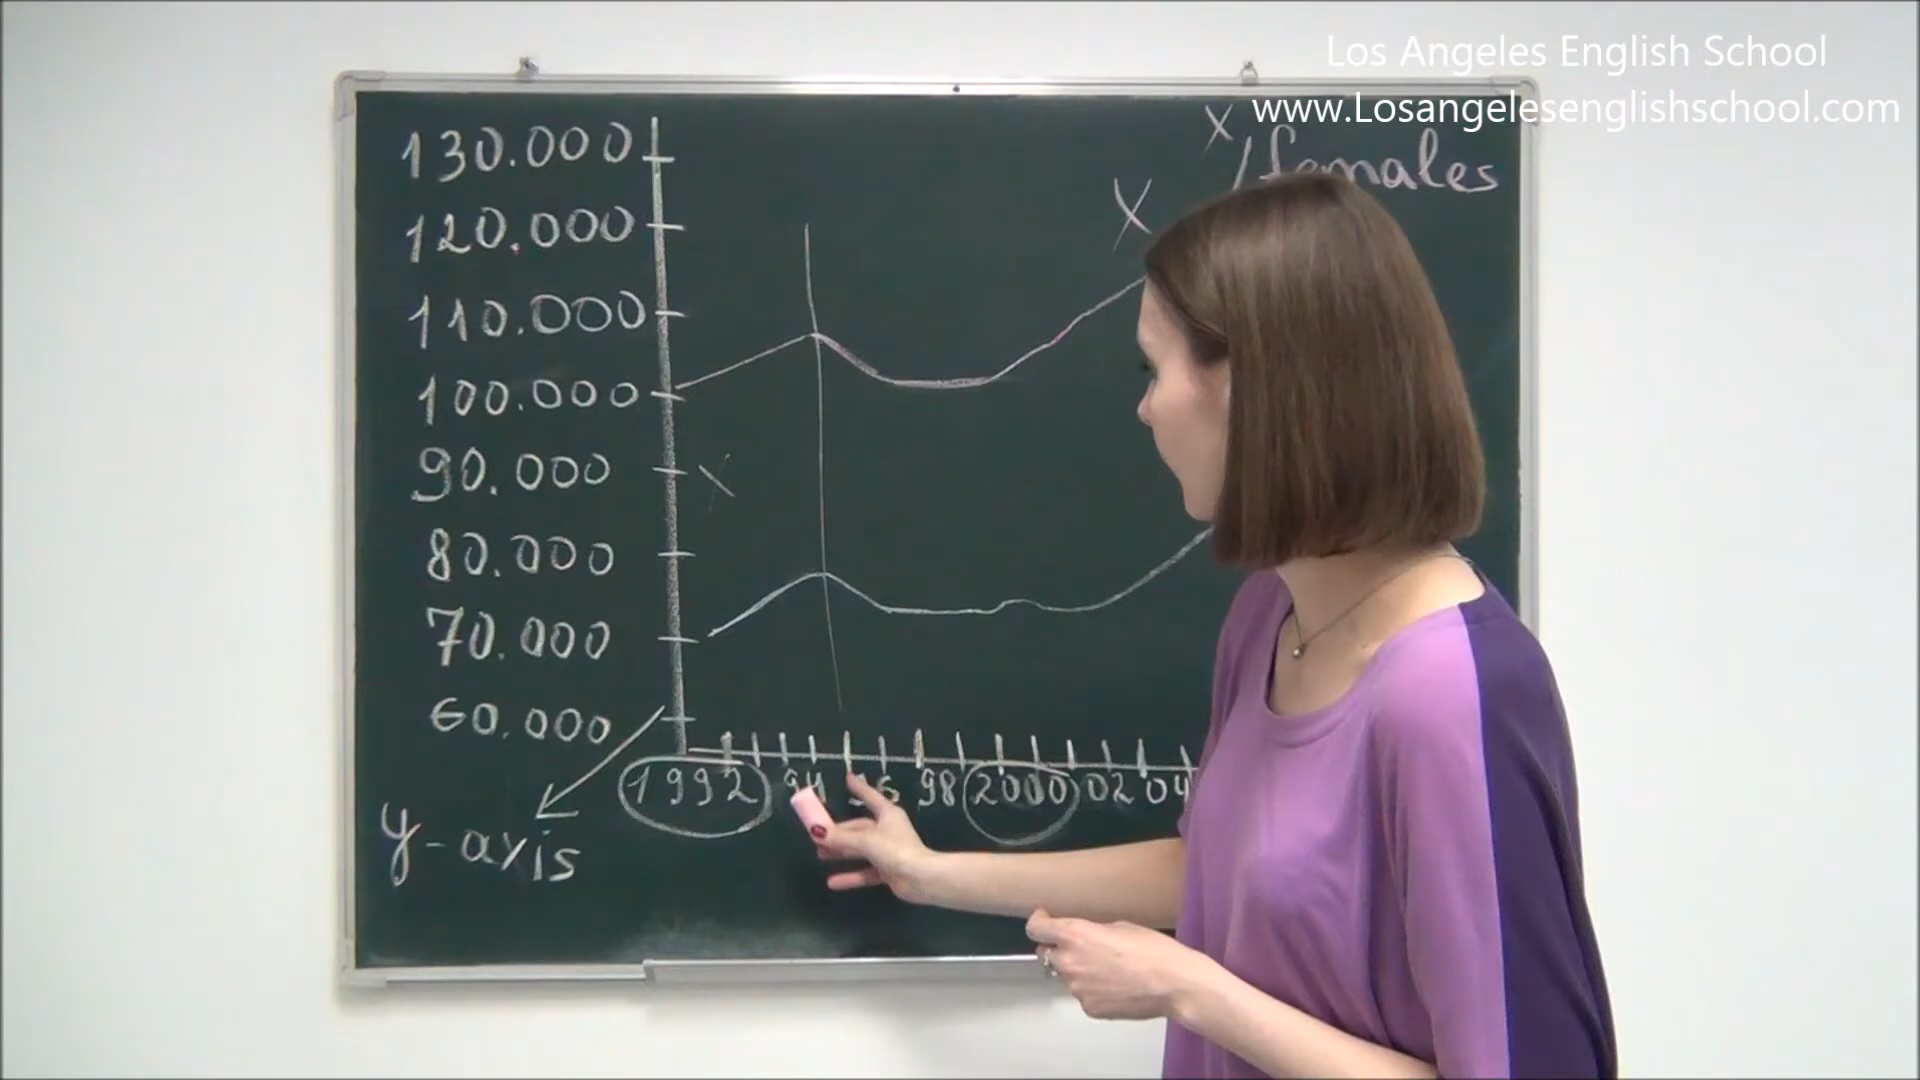 Los Angeles English School
www.Losangelesenglishschool.com
females
130.000
120.000
110.000
100.000
90.000
80.000
70.000
60.000
1992 94 96 98 2000 02 04
y-axis